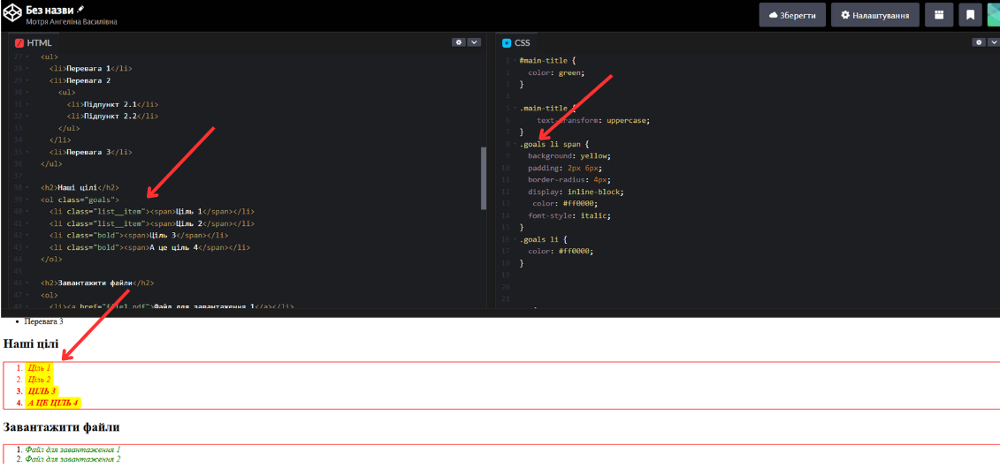 Без назви
Мотря Ангеліна Василівна
Зберегти
Налаштування
HTML
27 <ul>
28 <li>Перевага 1</li>
29 <li>Перевага 2
30 <ul>
31 <li>Підпункт 2.1</li>
32 <li>Підпункт 2.2</li>
33 </ul>
34 </li>
35 <li>Перевага 3</li>
36 </ul>
37
38 <h2>Наші цілі</h2>
39 <ol class="goals">
40 <li class="list__item"><span>Ціль 1</span></li>
41 <li class="list__item"><span>Ціль 2</span></li>
42 <li class="bold"><span>Ціль 3</span></li>
43 <li class="bold"><span>А це ціль 4</span></li>
44 </ol>
45
46 <h2>Завантажити файли</h2>
47 <ol>
48 <li><a href="file1.pdf">Файл для завантаження 1</a></li>
CSS
1 #main-title {
2 color: green;
3 }
4
5 .main-title {
6 text-transform: uppercase;
7 }
8 .goals li span {
9 background: yellow;
10 padding: 2px 6px;
11 border-radius: 4px;
12 display: inline-block;
13 color: #ff0000;
14 font-style: italic;
15 }
16 .goals li {
17 color: #ff0000;
18 }
19
20
21
Перевага 3
Наші цілі
1. Ціль 1
2. Ціль 2
3. ЦІЛЬ 3
4. А ЦЕ ЦІЛЬ 4
Завантажити файли
1. Файл для завантаження 1
2. Файл для завантаження 2